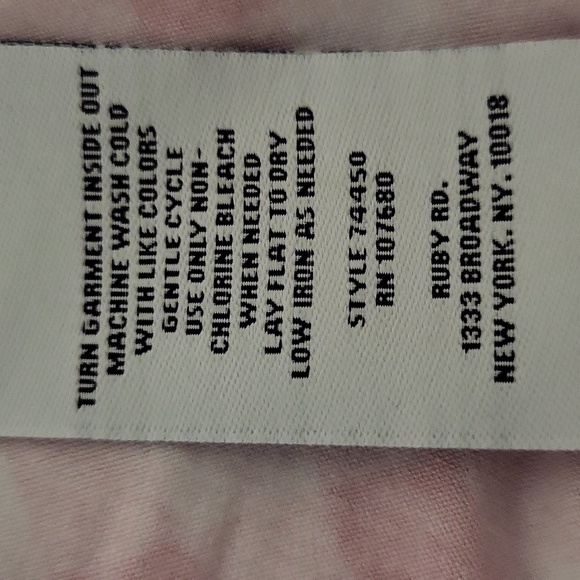 TURN GARMENT INSIDE OUT
MACHINE WASH COLD
WITH LIKE COLORS
GENTLE CYCLE
USE ONLY NON-
CHLORINE BLEACH
WHEN NEEDED
LAY FLAT TO DRY
LOW IRON AS NEEDED
STYLE 74450
RN 107680
RUBY RD.
1333 BROADWAY
NEW YORK. NY. 10018